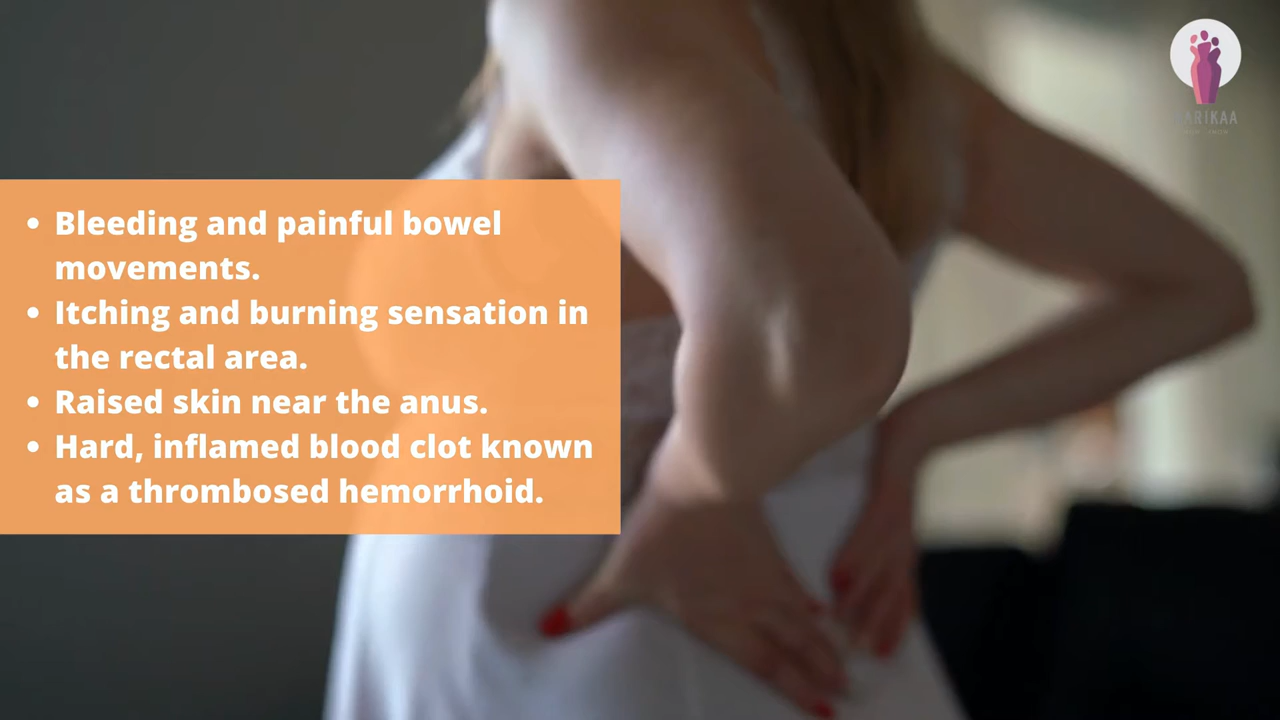 • Bleeding and painful bowel
movements.
• Itching and burning sensation in
the rectal area.
• Raised skin near the anus.
• Hard, inflamed blood clot known
as a thrombosed hemorrhoid.
ARIKAA